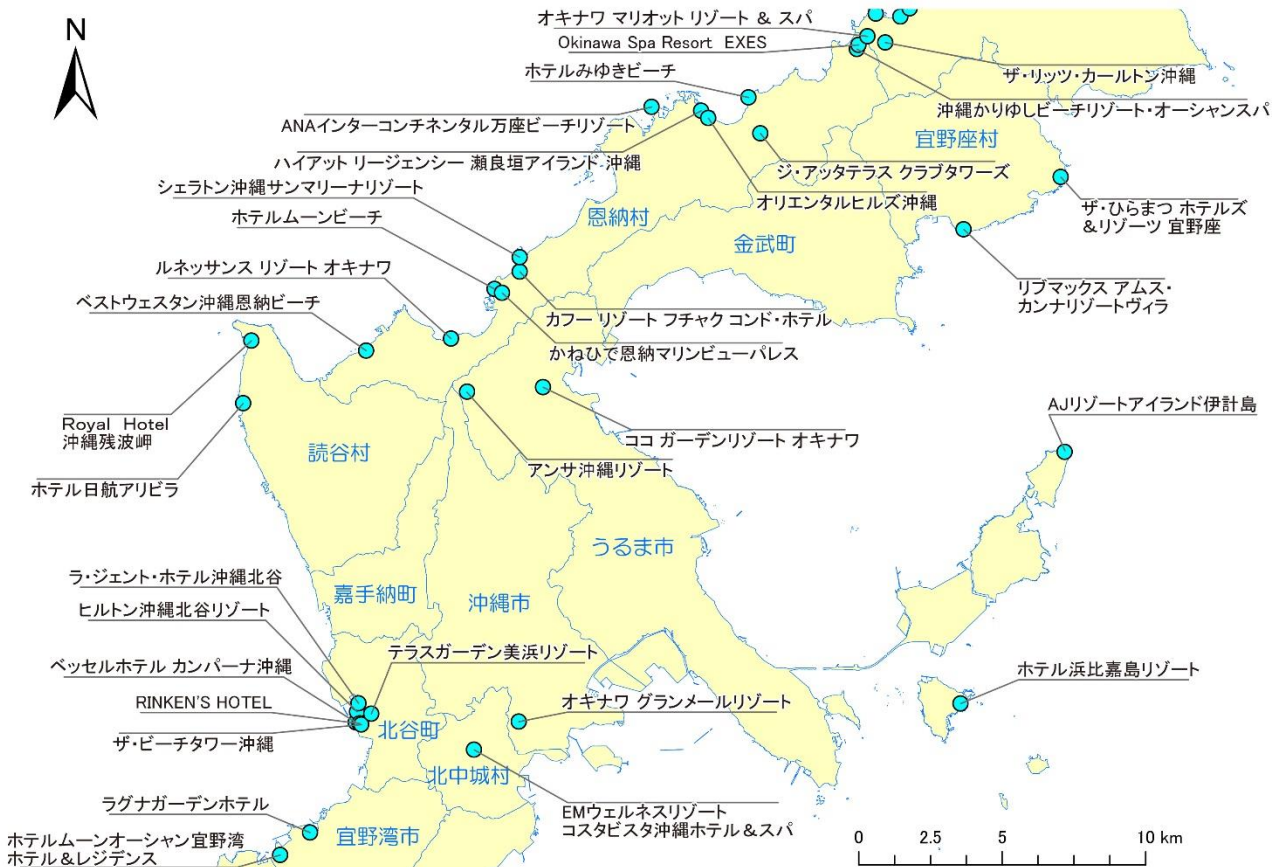 N
オキナワ マリオット リゾート & スパ
Okinawa Spa Resort EXES
ホテルみゆきビーチ
ザ・リッツ・カールトン沖縄
沖縄かりゆしビーチリゾート・オーシャンスパ
ANAインターコンチネンタル万座ビーチリゾート
宜野座村
ハイアット リージェンシー 瀬良垣アイランド 沖縄
ジ・アッタテラス クラブタワーズ
シェラトン沖縄サンマリーナリゾート
オリエンタルヒルズ沖縄
ザ・ひらまつ ホテルズ
&リゾーツ 宜野座
ホテルムーンビーチ
恩納村
金武町
ルネッサンス リゾート オキナワ
リブマックス アムス・
カンナリゾートヴィラ
ベストウェスタン沖縄恩納ビーチ
カフー リゾート フチャク コンド・ホテル
かねひで恩納マリンビューパレス
Royal Hotel
沖縄残波岬
AJリゾートアイランド伊計島
ココ ガーデンリゾート オキナワ
読谷村
アンサ沖縄リゾート
ホテル日航アリビラ
うるま市
ラ・ジェント・ホテル沖縄北谷
嘉手納町
沖縄市
ヒルトン沖縄北谷リゾート
テラスガーデン美浜リゾート
ベッセルホテル カンパーナ沖縄
ホテル浜比嘉島リゾート
RINKEN'S HOTEL
オキナワ グランメールリゾート
北谷町
ザ・ビーチタワー沖縄
北中城村
ラグナガーデンホテル
EMウェルネスリゾート
コスタビスタ沖縄ホテル&スパ
宜野湾市
ホテルムーンオーシャン宜野湾
ホテル&レジデンス
0 2.5 5 10 km